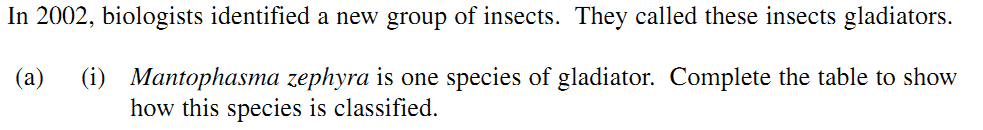 In 2002, biologists identified a new group of insects.  They called these insects gladiators.
(a) (i) Mantophasma zephyra is one species of gladiator.  Complete the table to show
how this species is classified.